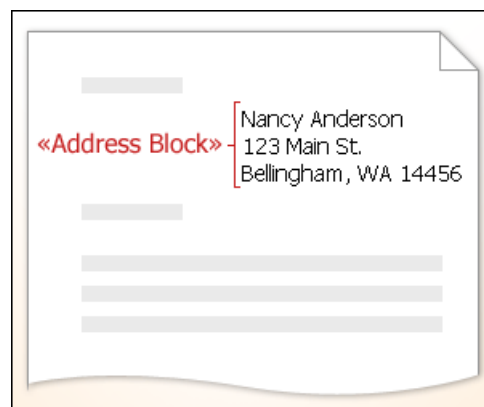 Nancy Anderson
«Address Block» 123 Main St.
Bellingham, WA 14456